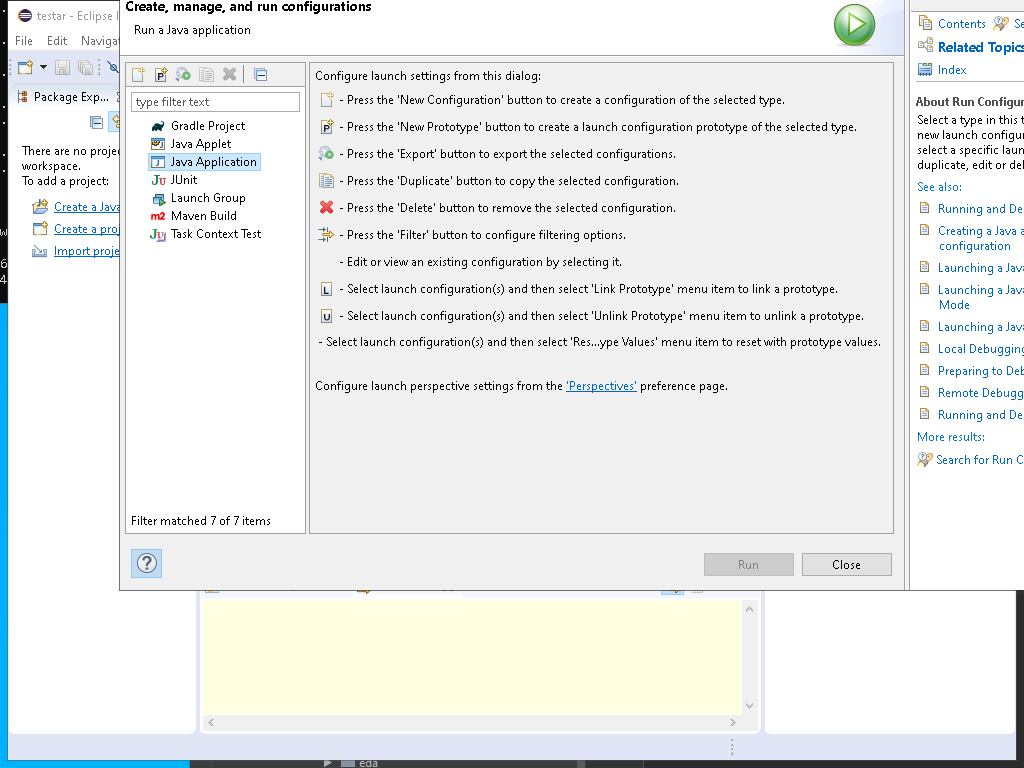 testar - Eclipse I
File Edit Navigat
Package Exp...
There are no proje
workspace.
To add a project:
Create a Java
Create a proj
Import proje
Create, manage, and run configurations
Run a Java application
type filter text
Gradle Project
Java Applet
Java Application
JUnit
Launch Group
Maven Build
Task Context Test
Filter matched 7 of 7 items
Configure launch settings from this dialog:
- Press the 'New Configuration' button to create a configuration of the selected type.
- Press the 'New Prototype' button to create a launch configuration prototype of the selected type.
- Press the 'Export' button to export the selected configurations.
- Press the 'Duplicate' button to copy the selected configuration.
- Press the 'Delete' button to remove the selected configuration.
- Press the 'Filter' button to configure filtering options.
- Edit or view an existing configuration by selecting it.
- Select launch configuration(s) and then select 'Link Prototype' menu item to link a prototype.
- Select launch configuration(s) and then select 'Unlink Prototype' menu item to unlink a prototype.
- Select launch configuration(s) and then select 'Res...ype Values' menu item to reset with prototype values.
Configure launch perspective settings from the 'Perspectives' preference page.
Run Close
Contents Se
Related Topics
Index
About Run Configur
Select a type in this t
new launch configu
select a specific laun
duplicate, edit or del
See also:
Running and De
Creating a Java a
configuration
Launching a Java
Launching a Java
Mode
Launching a Java
Local Debugging
Preparing to Deb
Remote Debugg
Running and De
More results:
Search for Run C
eda